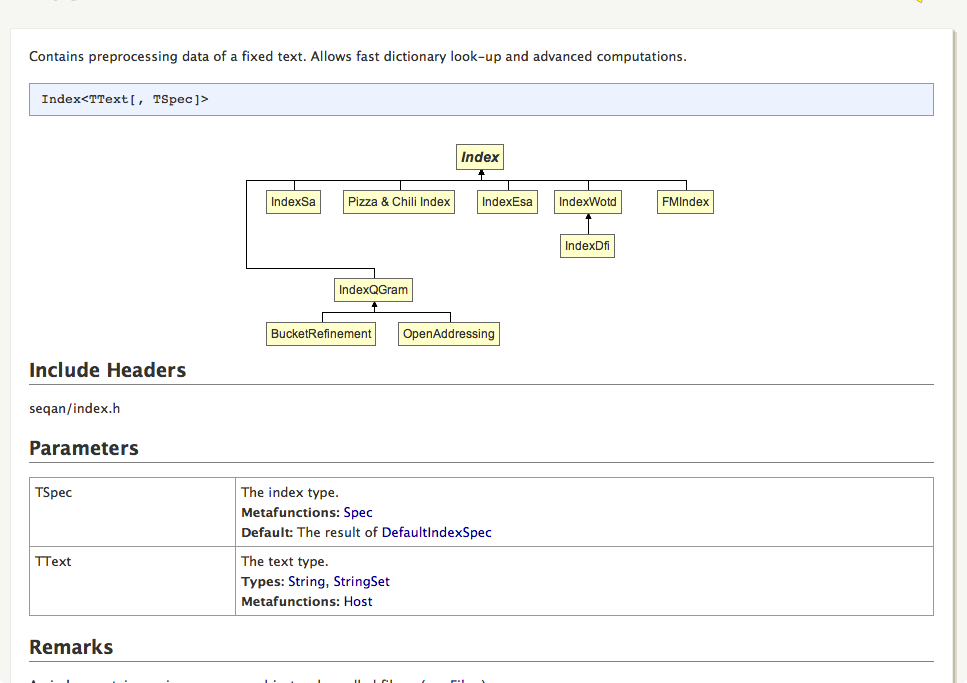 Contains preprocessing data of a fixed text. Allows fast dictionary look-up and advanced computations.
Index<TText[, TSpec]>
Index
IndexSa
Pizza & Chili Index
IndexEsa
IndexWotd
FMIndex
IndexDfi
IndexQGram
BucketRefinement
OpenAddressing
Include Headers
seqan/index.h
Parameters
TSpec
The index type.
Metafunctions: Spec
Default: The result of DefaultIndexSpec
TText
The text type.
Types: String, StringSet
Metafunctions: Host
Remarks